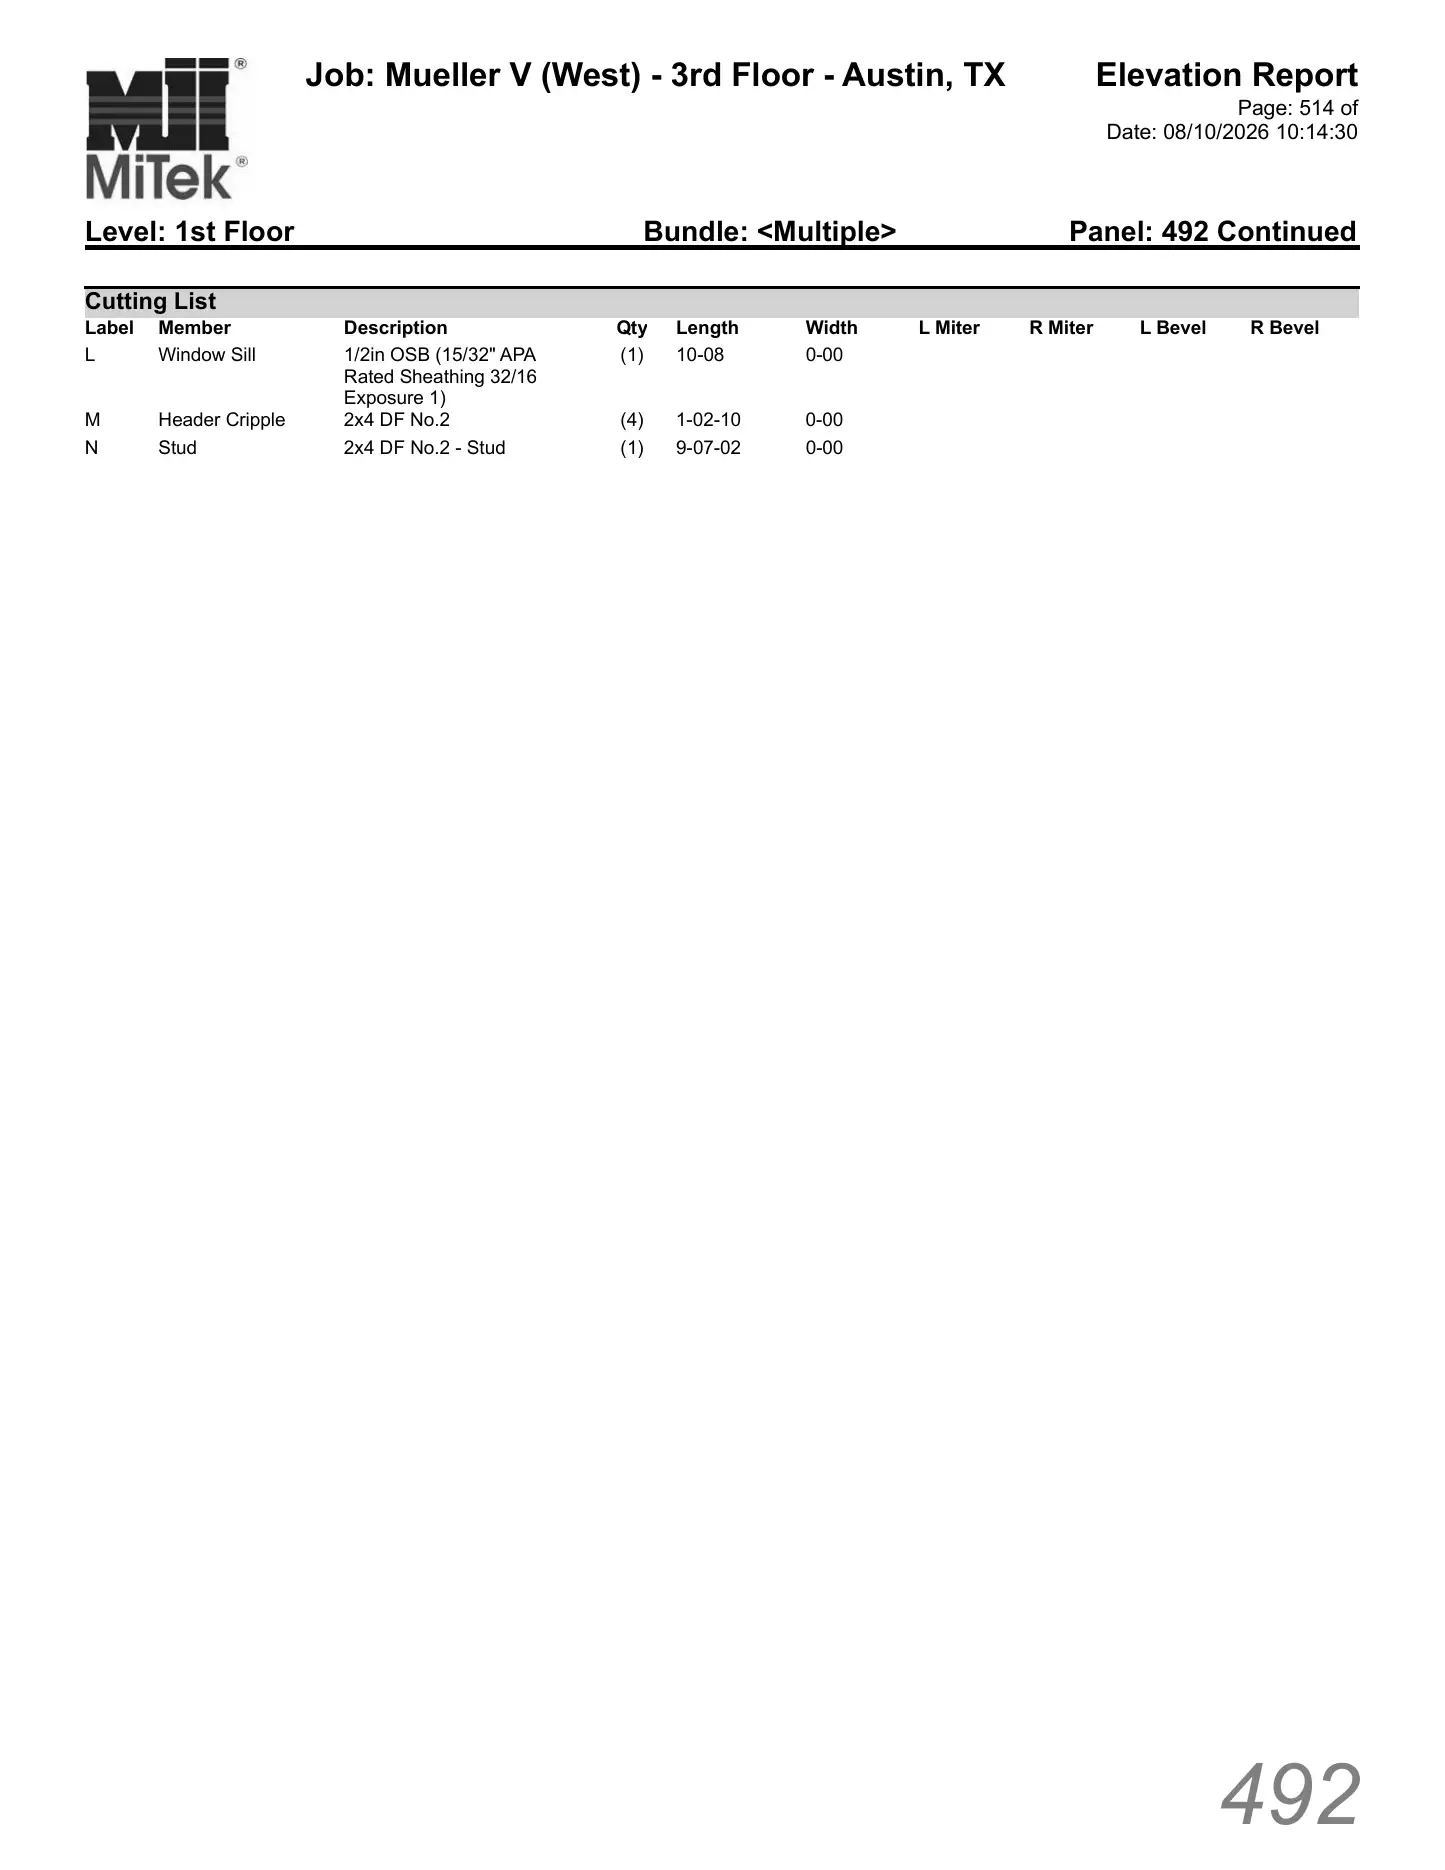 MiTek®
Job: Mueller V (West) - 3rd Floor - Austin, TX
Elevation Report
Page: 514 of
Date: 08/10/2026 10:14:30
Level: 1st Floor Bundle: <Multiple> Panel: 492 Continued
Cutting List
Label Member Description Qty Length Width L Miter R Miter L Bevel R Bevel
L Window Sill 1/2in OSB (15/32" APA (1) 10-08 0-00
Rated Sheathing 32/16
Exposure 1)
M Header Cripple 2x4 DF No.2 (4) 1-02-10 0-00
N Stud 2x4 DF No.2 - Stud (1) 9-07-02 0-00
492